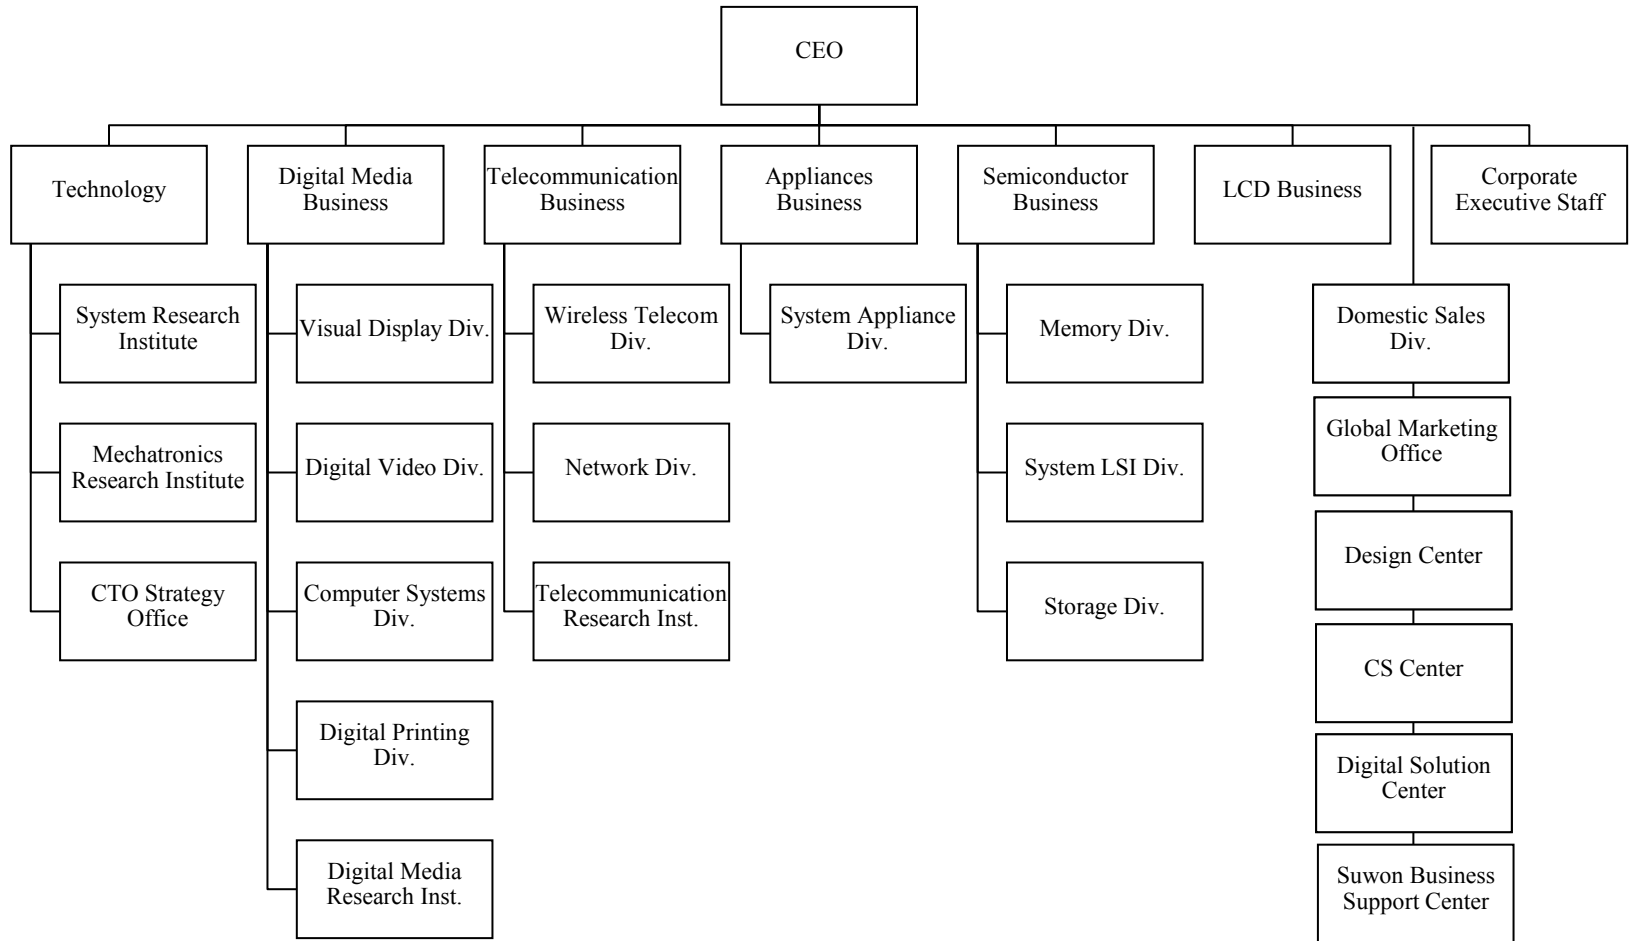 CEO
Technology
Digital Media
Business
Telecommunication
Business
Appliances
Business
Semiconductor
Business
LCD Business
Corporate
Executive Staff
System Research
Institute
Mechatronics
Research Institute
CTO Strategy
Office
Visual Display Div.
Digital Video Div.
Computer Systems
Div.
Digital Printing
Div.
Digital Media
Research Inst.
Wireless Telecom
Div.
Network Div.
Telecommunication
Research Inst.
System Appliance
Div.
Memory Div.
System LSI Div.
Storage Div.
Domestic Sales
Div.
Global Marketing
Office
Design Center
CS Center
Digital Solution
Center
Suwon Business
Support Center